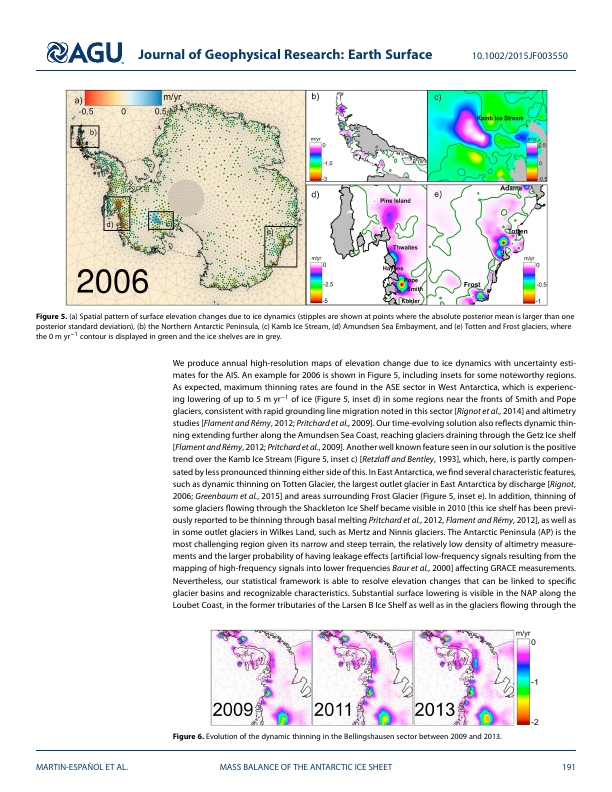 AGU
Journal of Geophysical Research: Earth Surface
10.1002/2015JF003550
a)
m/yr
-0.5
0
0.5
b)
c)
d)
e)
2006
b)
m/yr
0
-1.5
-3
c)
Kamb Ice Stream
m/yr
0.5
0
-0.5
d)
Pine Island
Thwaites
Haynes
Pope
Smith
Kohler
m/yr
0
-2.5
-5
e)
Adams
Totten
Frost
m/yr
0
-0.5
-1
Figure 5. (a) Spatial pattern of surface elevation changes due to ice dynamics (stipples are shown at points where the absolute posterior mean is larger than one
posterior standard deviation), (b) the Northern Antarctic Peninsula, (c) Kamb Ice Stream, (d) Amundsen Sea Embayment, and (e) Totten and Frost glaciers, where
the 0 m yr−1 contour is displayed in green and the ice shelves are in grey.
We produce annual high-resolution maps of elevation change due to ice dynamics with uncertainty esti-
mates for the AIS. An example for 2006 is shown in Figure 5, including insets for some noteworthy regions.
As expected, maximum thinning rates are found in the ASE sector in West Antarctica, which is experienc-
ing lowering of up to 5 m yr−1 of ice (Figure 5, inset d) in some regions near the fronts of Smith and Pope
glaciers, consistent with rapid grounding line migration noted in this sector [Rignot et al., 2014] and altimetry
studies [Flament and Rémy, 2012; Pritchard et al., 2009]. Our time-evolving solution also reflects dynamic thin-
ning extending further along the Amundsen Sea Coast, reaching glaciers draining through the Getz Ice shelf
[Flament and Rémy, 2012; Pritchard et al., 2009]. Another well known feature seen in our solution is the positive
trend over the Kamb Ice Stream (Figure 5, inset c) [Retzlaff and Bentley, 1993], which, here, is partly compen-
sated by less pronounced thinning either side of this. In East Antarctica, we find several characteristic features,
such as dynamic thinning on Totten Glacier, the largest outlet glacier in East Antarctica by discharge [Rignot,
2006; Greenbaum et al., 2015] and areas surrounding Frost Glacier (Figure 5, inset e). In addition, thinning of
some glaciers flowing through the Shackleton Ice Shelf became visible in 2010 [this ice shelf has been previ-
ously reported to be thinning through basal melting Pritchard et al., 2012, Flament and Rémy, 2012], as well as
in some outlet glaciers in Wilkes Land, such as Mertz and Ninnis glaciers. The Antarctic Peninsula (AP) is the
most challenging region given its narrow and steep terrain, the relatively low density of altimetry measure-
ments and the larger probability of having leakage effects [artificial low-frequency signals resulting from the
mapping of high-frequency signals into lower frequencies Baur et al., 2000] affecting GRACE measurements.
Nevertheless, our statistical framework is able to resolve elevation changes that can be linked to specific
glacier basins and recognizable characteristics. Substantial surface lowering is visible in the NAP along the
Loubet Coast, in the former tributaries of the Larsen B Ice Shelf as well as in the glaciers flowing through the
2009
2011
2013
m/yr
0
-1
-2
Figure 6. Evolution of the dynamic thinning in the Bellingshausen sector between 2009 and 2013.
MARTIN-ESPAÑOL ET AL.
MASS BALANCE OF THE ANTARCTIC ICE SHEET
191